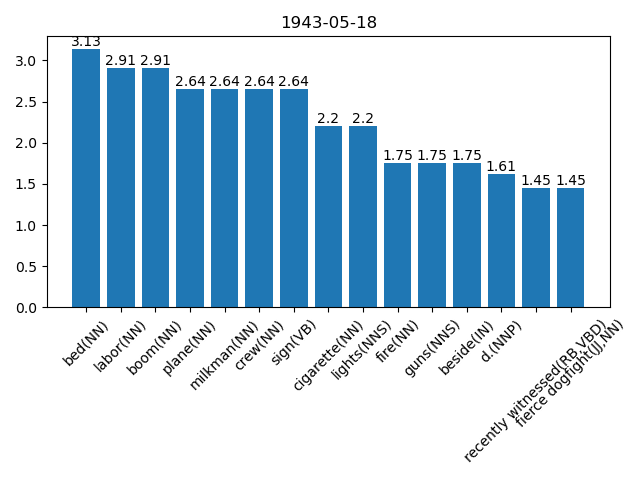 1943-05-18
3.13
2.91 2.91
2.64 2.64 2.64 2.64
2.2 2.2
1.75 1.75 1.75
1.61
1.45 1.45
3.0
2.5
2.0
1.5
1.0
0.5
0.0
bed(NN)
labor(NN)
boom(NN)
plane(NN)
milkman(NN)
crew(NN)
sign(VB)
cigarette(NN)
lights(NNS)
fire(NN)
guns(NNS)
beside(IN)
d.(NNP)
recently witnessed(RB,VBD)
fierce dogfight(JJ,NN)